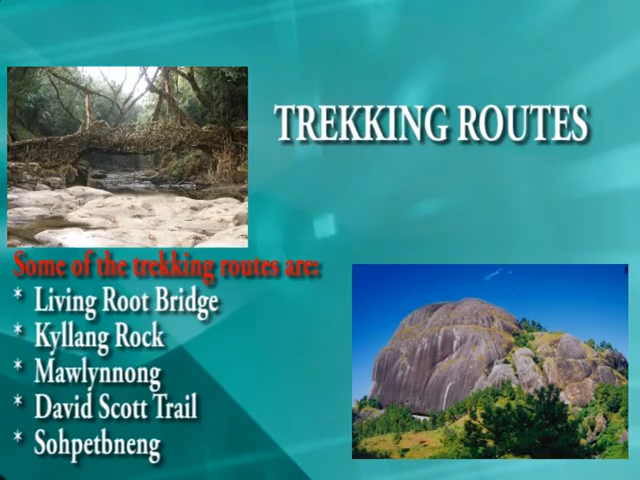 TREKKING ROUTES
Some of the trekking routes are:
* Living Root Bridge
* Kyllang Rock
* Mawlynnong
* David Scott Trail
* Sohpetbneng